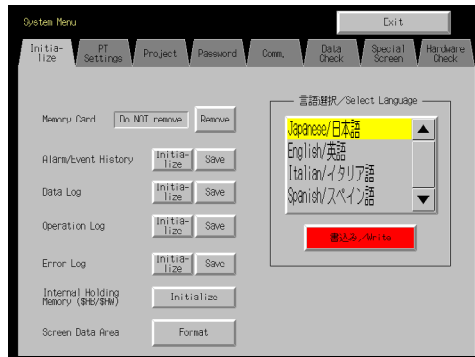 System Menu
Exit
Initia-
lize
PT
Settings
Project
Password
Comm.
Data
Check
Special
Screen
Hardware
Check
Memory Card
Do NOT remove
Remove
Alarm/Event History
Initia-
lize
Save
Data Log
Initia-
lize
Save
Operation Log
Initia-
lize
Save
Error Log
Initia-
lize
Save
Internal Holding
Memory ($HB/$HW)
Initialize
Screen Data Area
Format
言語選択/Select Language
Japanese/日本語
English/英語
Italian/イタリア語
Spanish/スペイン語
書込み/Write